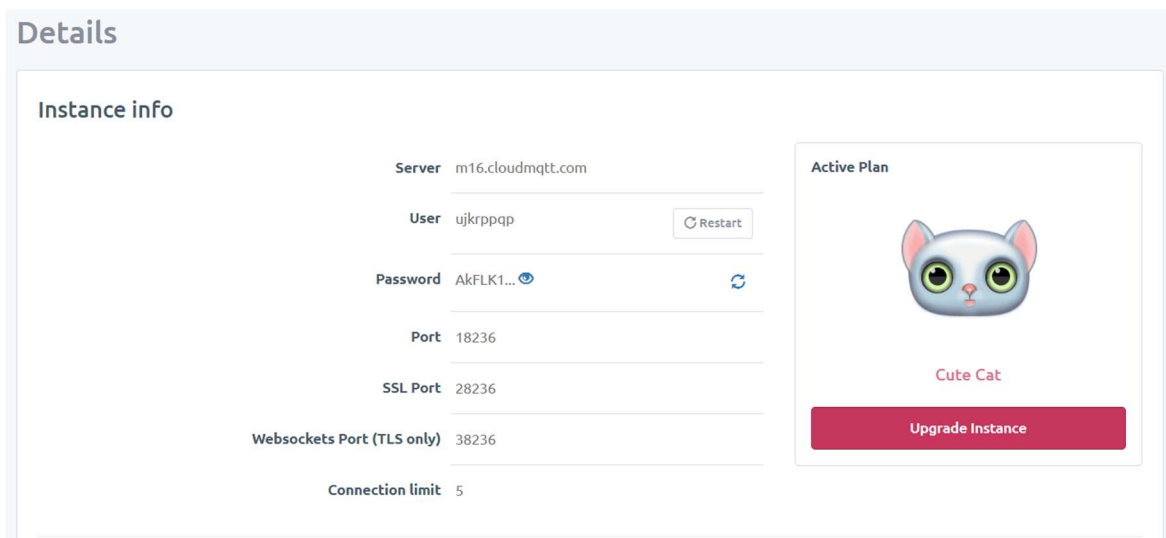 Details
Instance info
Server m16.cloudmqtt.com
Active Plan
User ujkrppqp
Restart
Password AkFLK1...
Port 18236
Cute Cat
SSL Port 28236
Upgrade Instance
Websockets Port (TLS only) 38236
Connection limit 5